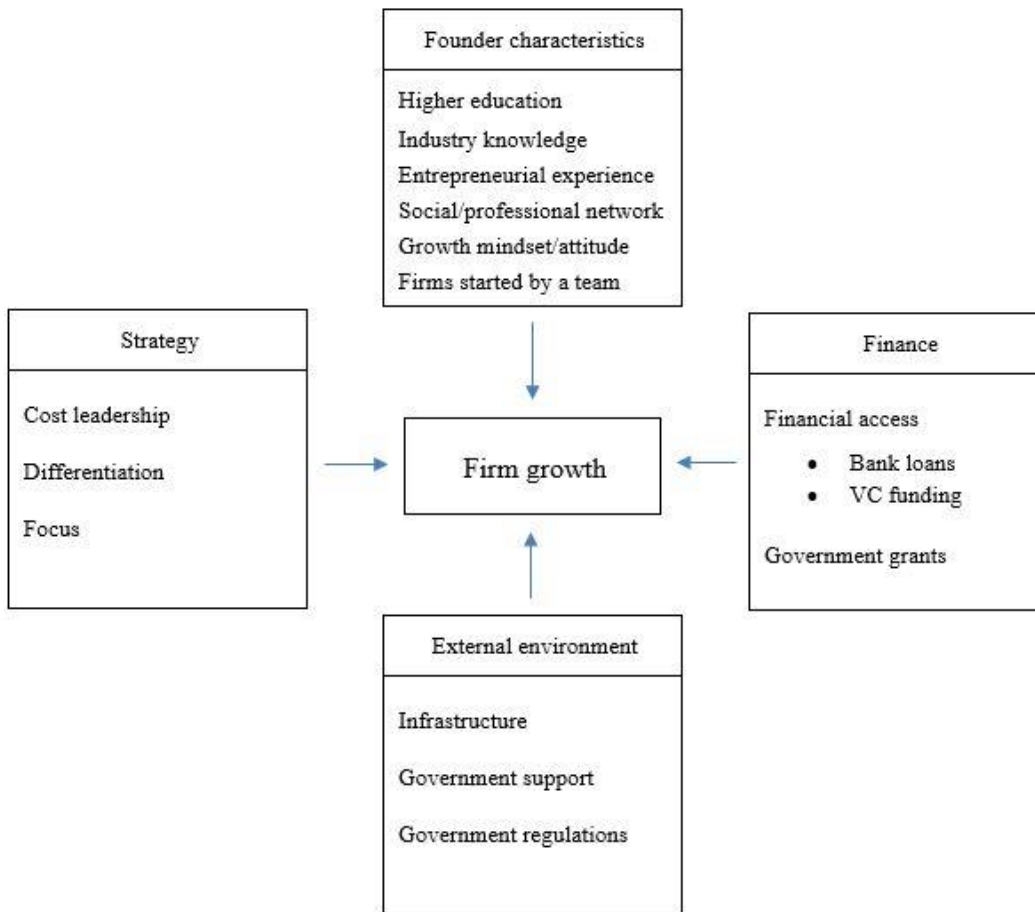 Founder characteristics
Higher education
Industry knowledge
Entrepreneurial experience
Social/professional network
Growth mindset/attitude
Firms started by a team
Strategy
Cost leadership
Differentiation
Focus
Firm growth
Finance
Financial access
• Bank loans
• VC funding
Government grants
External environment
Infrastructure
Government support
Government regulations